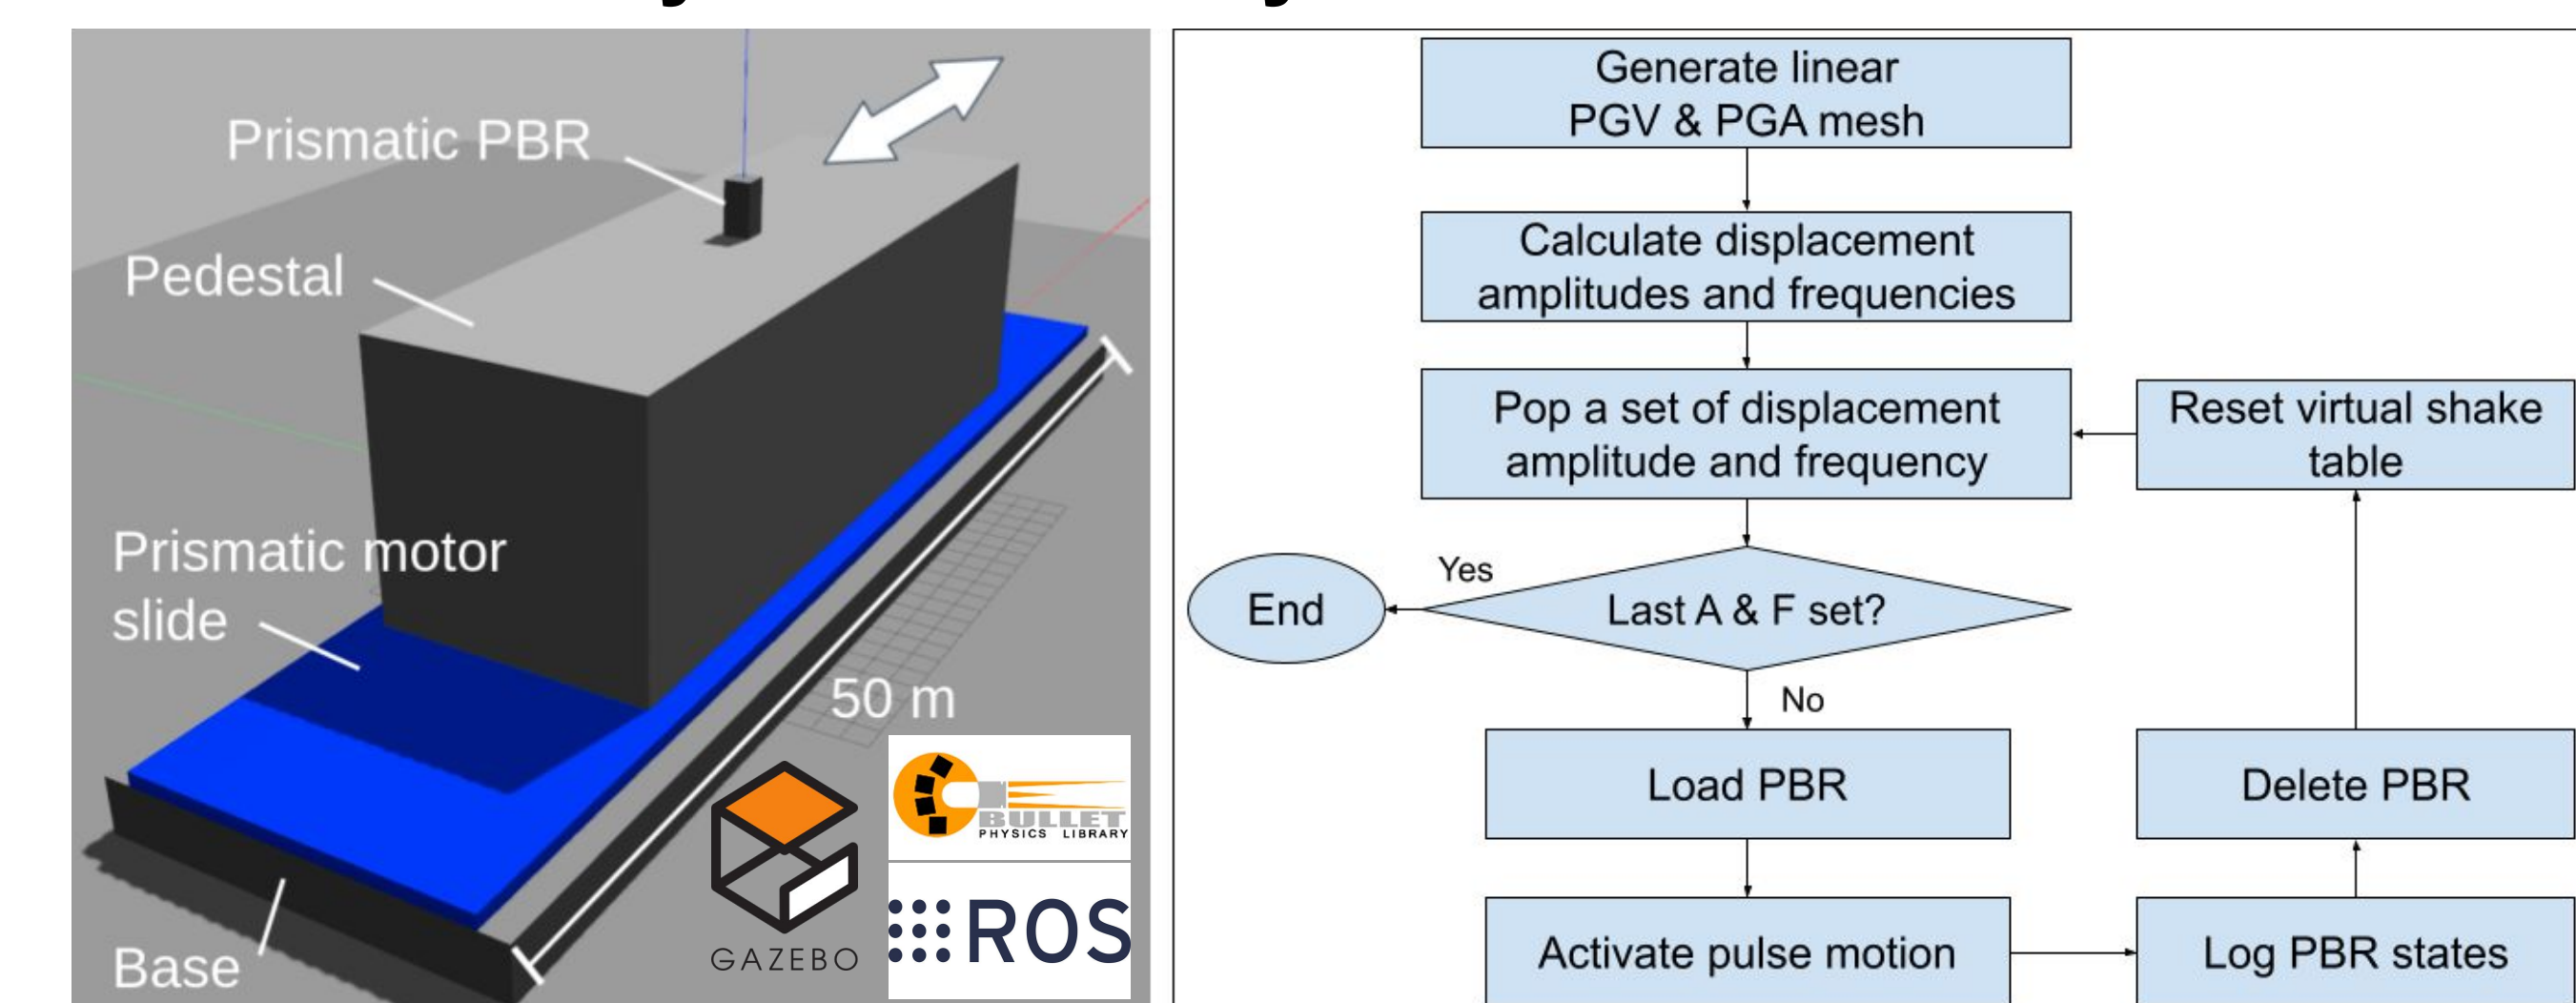 Prismatic PBR
Pedestal
Prismatic motor
slide
50 m
BULLET
PHYSICS LIBRARY
GAZEBO
ROS
Base
Generate linear
PGV & PGA mesh
Calculate displacement
amplitudes and frequencies
Pop a set of displacement
amplitude and frequency
Reset virtual shake
table
Yes
End
Last A & F set?
No
Load PBR
Delete PBR
Activate pulse motion
Log PBR states